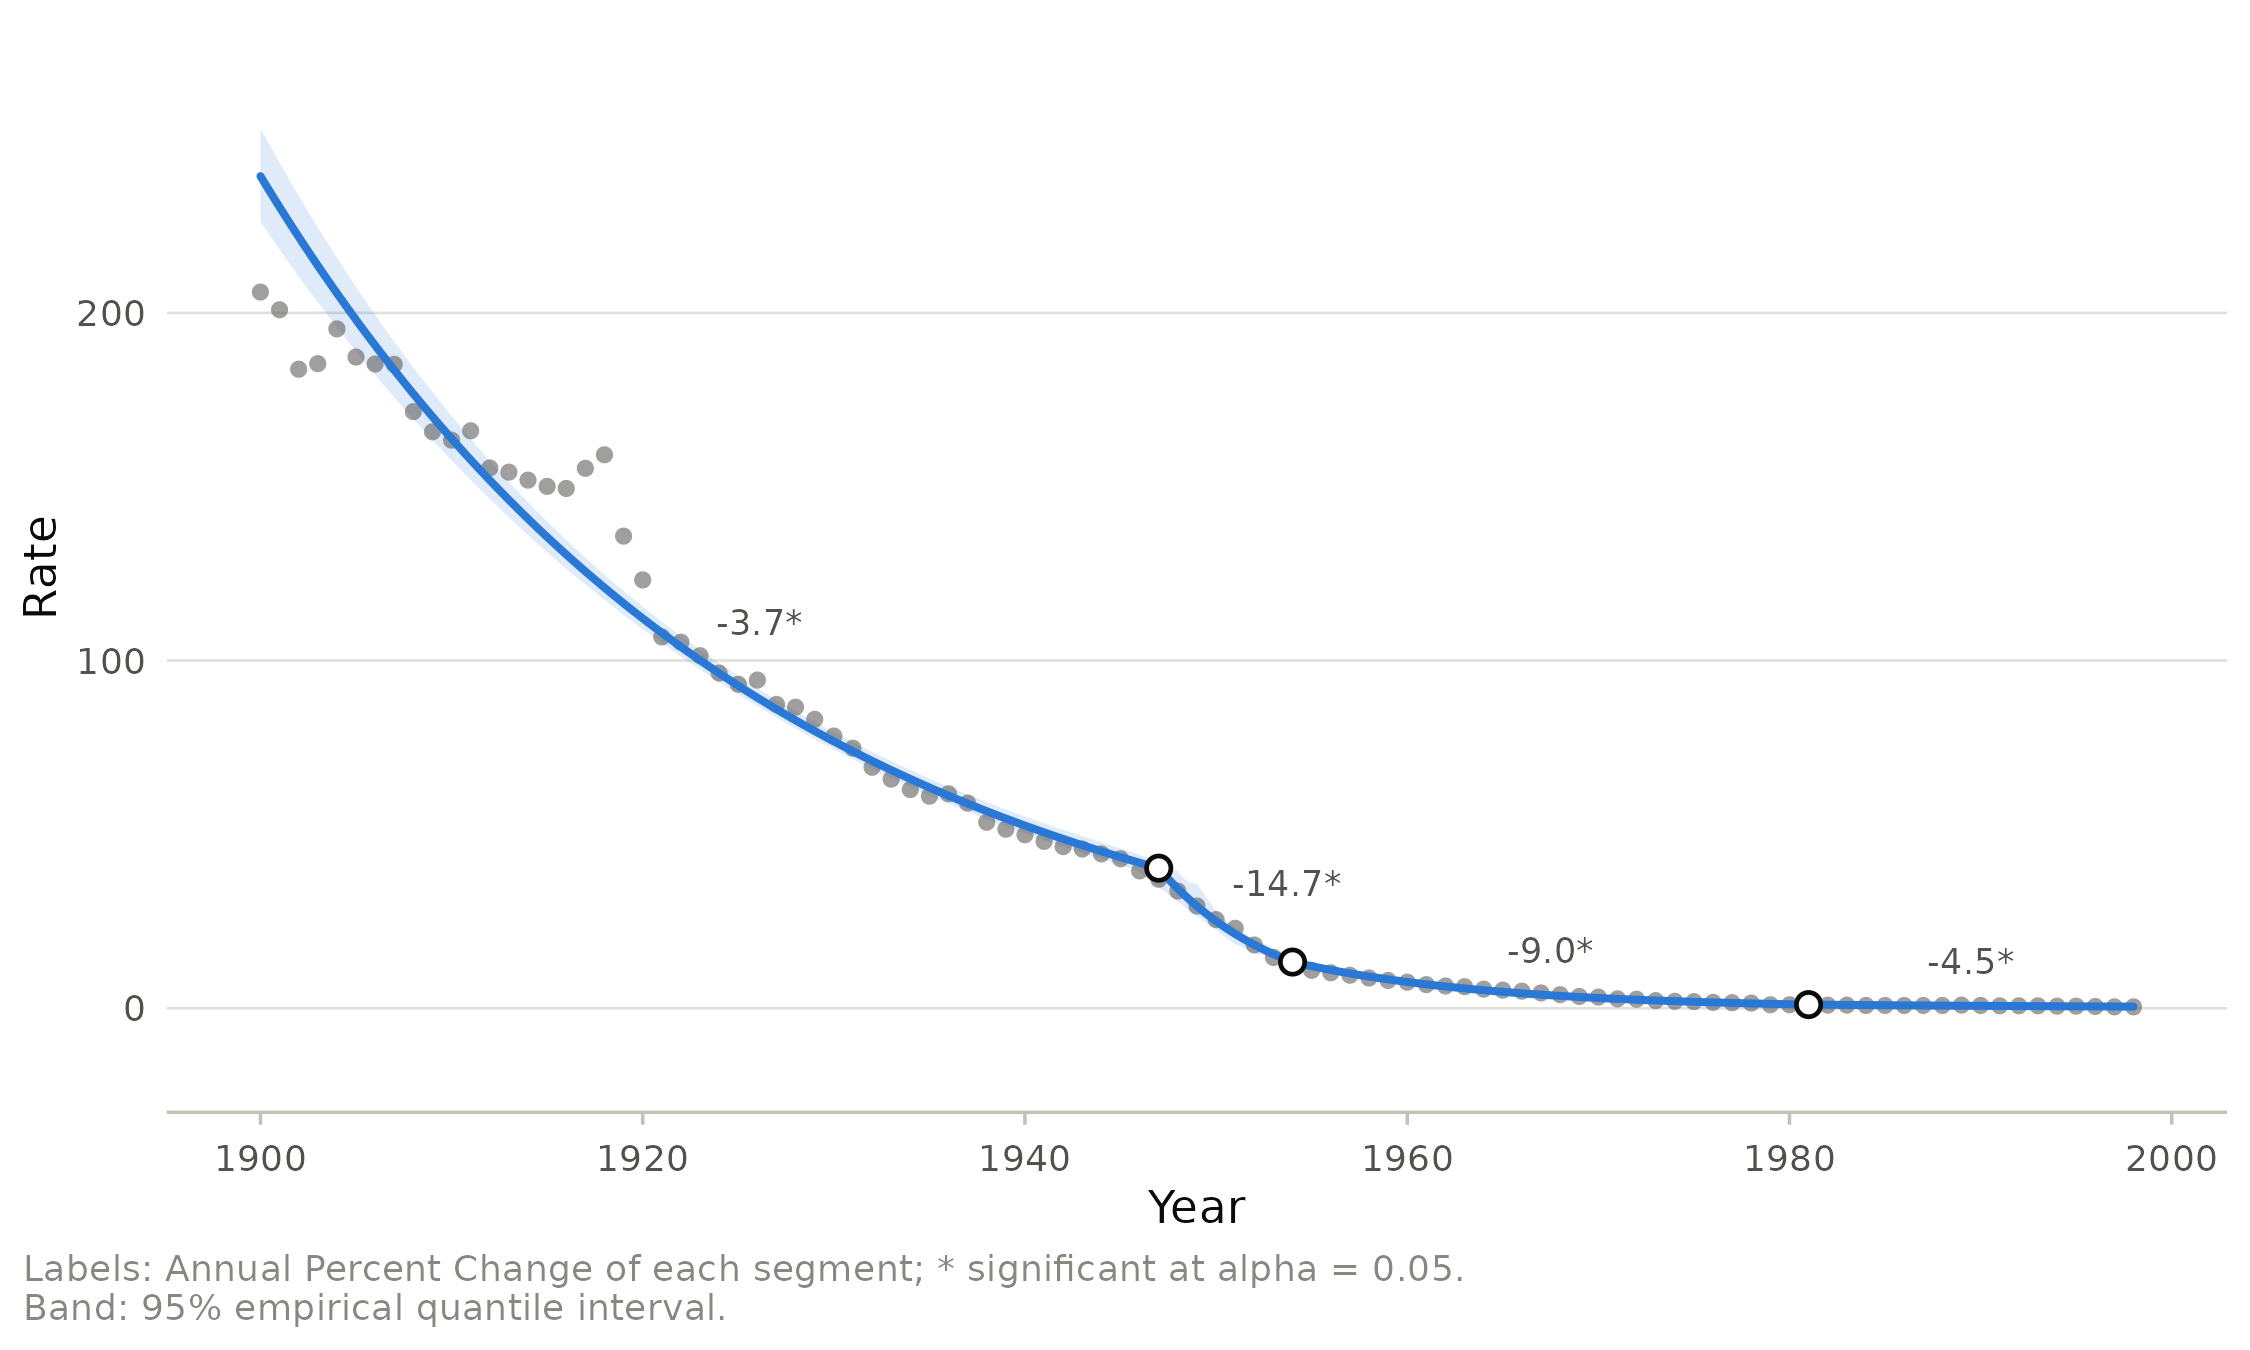 200
100
0
Rate
-3.7*
-14.7*
-9.0*
-4.5*
1900 1920 1940 1960 1980 2000
Year
Labels: Annual Percent Change of each segment; * significant at alpha = 0.05.
Band: 95% empirical quantile interval.